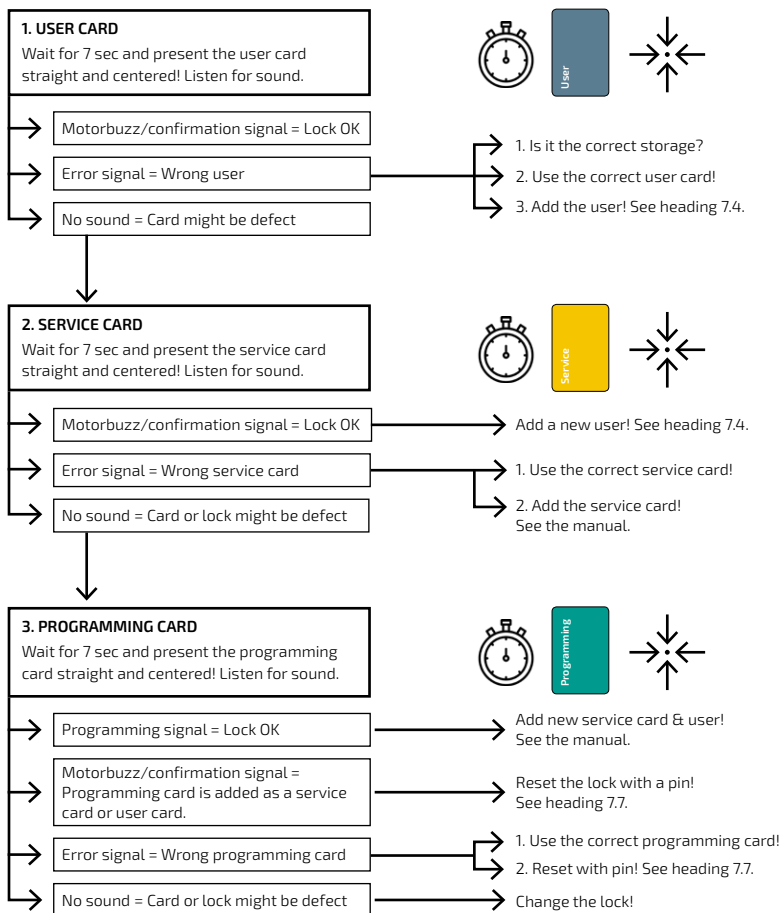 1. USER CARD
Wait for 7 sec and present the user card
straight and centered! Listen for sound.
User
Motorbuzz/confirmation signal = Lock OK
Error signal = Wrong user
No sound = Card might be defect
1. Is it the correct storage?
2. Use the correct user card!
3. Add the user! See heading 7.4.
2. SERVICE CARD
Wait for 7 sec and present the service card
straight and centered! Listen for sound.
Service
Motorbuzz/confirmation signal = Lock OK
Add a new user! See heading 7.4.
Error signal = Wrong service card
1. Use the correct service card!
No sound = Card or lock might be defect
2. Add the service card!
See the manual.
3. PROGRAMMING CARD
Wait for 7 sec and present the programming
card straight and centered! Listen for sound.
Programming
Programming signal = Lock OK
Add new service card & user!
See the manual.
Motorbuzz/confirmation signal =
Programming card is added as a service
card or user card.
Reset the lock with a pin!
See heading 7.7.
Error signal = Wrong programming card
1. Use the correct programming card!
2. Reset with pin! See heading 7.7.
No sound = Card or lock might be defect
Change the lock!